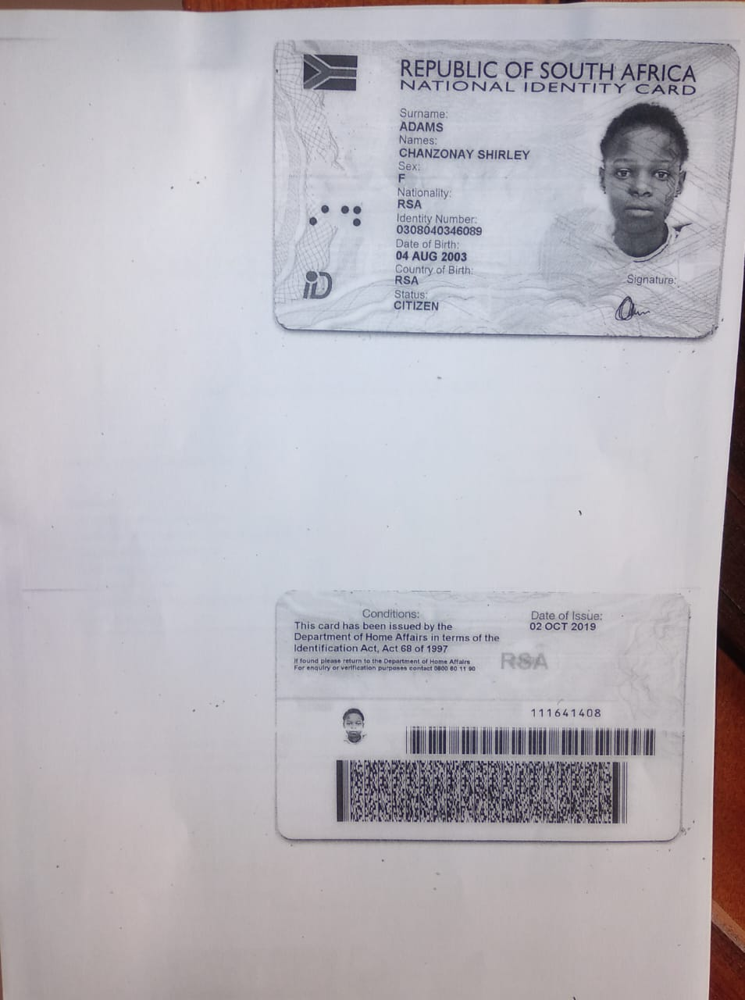 REPUBLIC OF SOUTH AFRICA
NATIONAL IDENTITY CARD
Surname:
ADAMS
Names:
CHANZONAY SHIRLEY
Sex:
F
Nationality:
RSA
Identity Number:
0308040346089
Date of Birth:
04 AUG 2003
Country of Birth:
RSA
Status:
CITIZEN
Signature:
iD
Conditions:
This card has been issued by the
Department of Home Affairs in terms of the
Identification Act, Act 68 of 1997
If found please return to the Department of Home Affairs
For enquiry or verification purposes contact 0800 60 11 90
Date of Issue:
02 OCT 2019
RSA
111641408